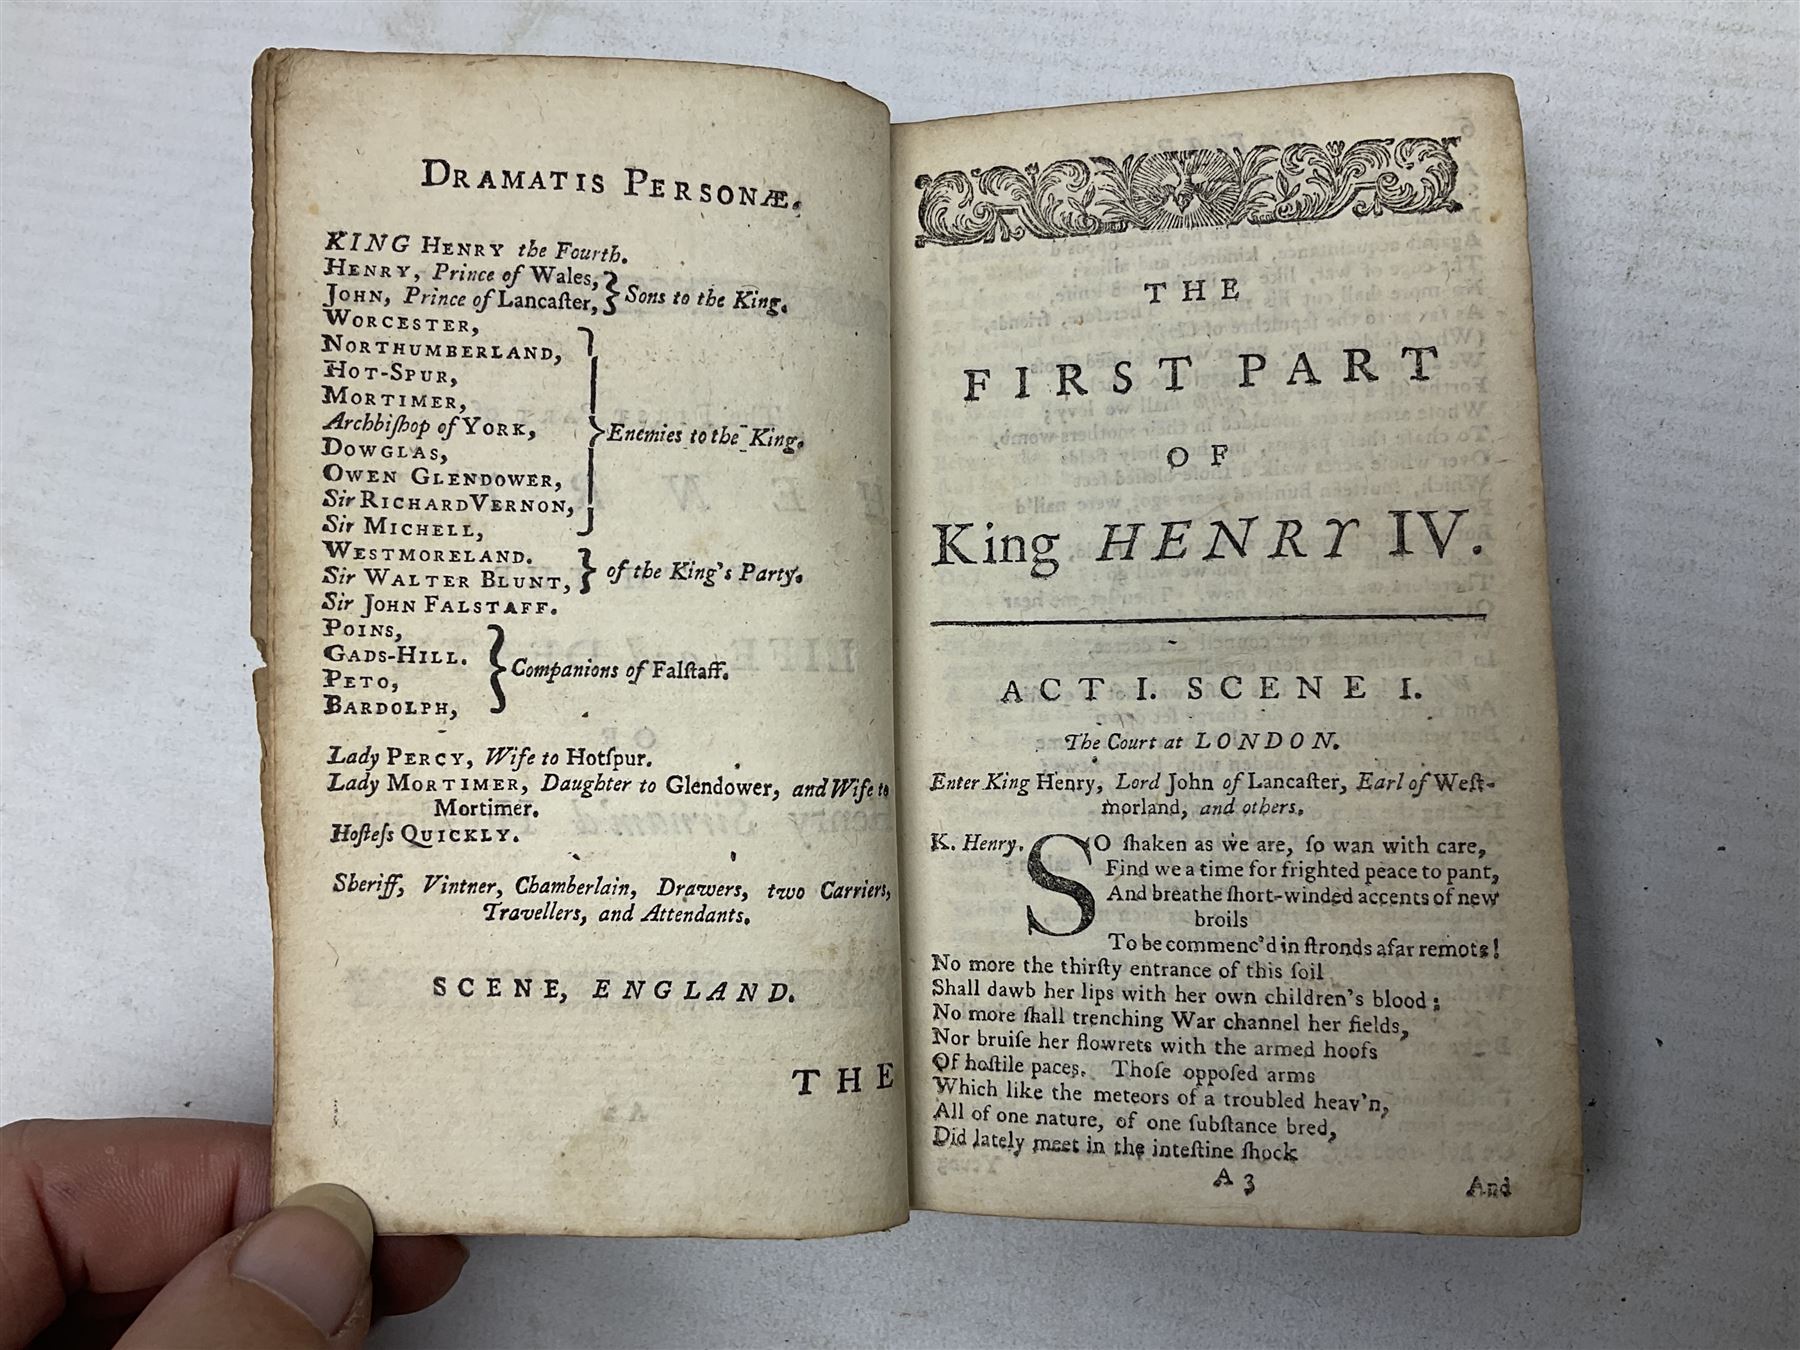 DRAMATIS PERSONÆ.
KING HENRY the Fourth.
HENRY, Prince of Wales,
JOHN, Prince of Lancaſter,
Sons to the King.
WORCESTER,
NORTHUMBERLAND,
HOT-SPUR,
MORTIMER,
Archbiſhop of YORK,
DOWGLAS,
OWEN GLENDOWER,
Sir RICHARD VERNON,
Sir MICHELL,
Enemies to the King.
WESTMORELAND.
Sir WALTER BLUNT,
of the King's Party.
Sir JOHN FALSTAFF.
POINS,
GADS-HILL.
PETO,
BARDOLPH,
Companions of Falſtaff.
Lady PERCY, Wife to Hotſpur.
Lady MORTIMER, Daughter to Glendower, and Wife to
Mortimer.
Hoſteſs QUICKLY.
Sheriff, Vintner, Chamberlain, Drawers, two Carriers,
Travellers, and Attendants.
SCENE, ENGLAND.
THE
THE
FIRST PART
OF
King HENRY IV.
ACT I. SCENE I.
The Court at LONDON.
Enter King Henry, Lord John of Lancaſter, Earl of Weſt-
morland, and others.
K. Henry. SO ſhaken as we are, ſo wan with care,
Find we a time for frighted peace to pant,
And breathe ſhort-winded accents of new
broils
To be commenc'd in ſtronds afar remote!
No more the thirſty entrance of this ſoil
Shall dawb her lips with her own children's blood;
No more ſhall trenching War channel her fields,
Nor bruiſe her flowrets with the armed hoofs
Of hoſtile paces. Thoſe oppoſed arms
Which like the meteors of a troubled heav'n,
All of one nature, of one ſubſtance bred,
Did lately meet in the inteſtine ſhock
A 3
And